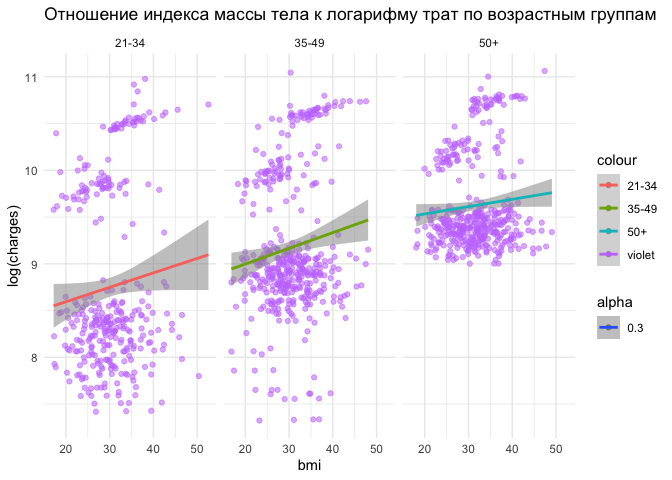 Отношение индекса массы тела к логарифму трат по возрастным группам
21-34 35-49 50+
11
10
9
8
log(charges)
20 30 40 50 20 30 40 50 20 30 40 50
bmi
colour
21-34
35-49
50+
violet
alpha
0.3